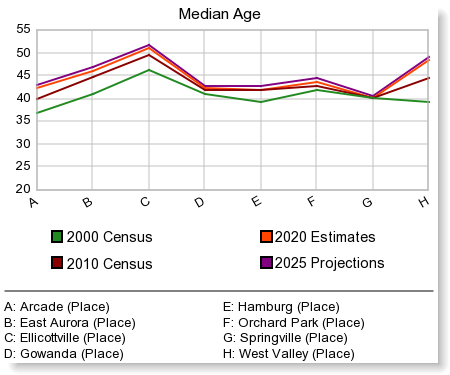 Median Age
55
50
45
40
35
30
25
20
A B C D E F G H
2000 Census 2020 Estimates
2010 Census 2025 Projections
A: Arcade (Place) E: Hamburg (Place)
B: East Aurora (Place) F: Orchard Park (Place)
C: Ellicottville (Place) G: Springville (Place)
D: Gowanda (Place) H: West Valley (Place)